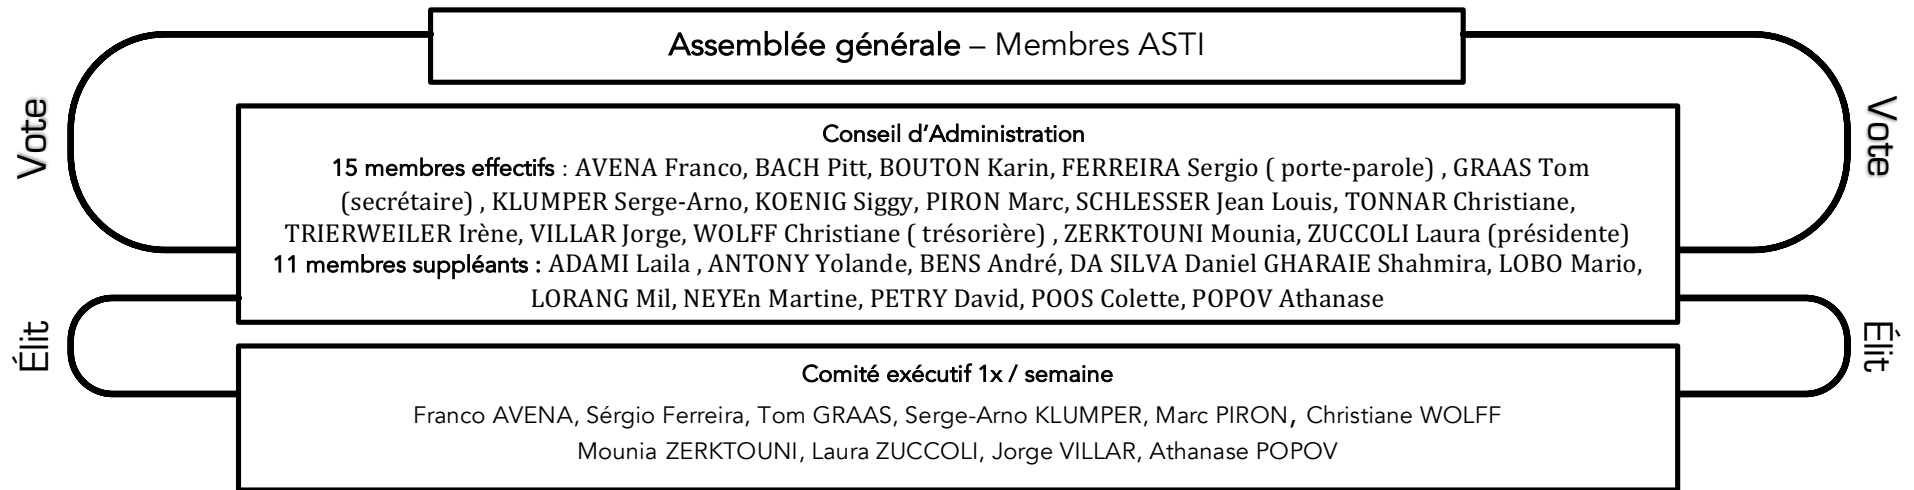 Assemblée générale – Membres ASTI
Vote
Vote
Conseil d’Administration
15 membres effectifs : AVENA Franco, BACH Pitt, BOUTON Karin, FERREIRA Sergio ( porte-parole) , GRAAS Tom
(secrétaire) , KLUMPER Serge-Arno, KOENIG Siggy, PIRON Marc, SCHLESSER Jean Louis, TONNAR Christiane,
TRIERWEILER Irène, VILLAR Jorge, WOLFF Christiane ( trésorière) , ZERKTOUNI Mounia, ZUCCOLI Laura (présidente)
11 membres suppléants : ADAMI Laila , ANTONY Yolande, BENS André, DA SILVA Daniel GHARAIE Shahmira, LOBO Mario,
LORANG Mil, NEYEn Martine, PETRY David, POOS Colette, POPOV Athanase
Élit
Élit
Comité exécutif 1x / semaine
Franco AVENA, Sérgio Ferreira, Tom GRAAS, Serge-Arno KLUMPER, Marc PIRON, Christiane WOLFF
Mounia ZERKTOUNI, Laura ZUCCOLI, Jorge VILLAR, Athanase POPOV